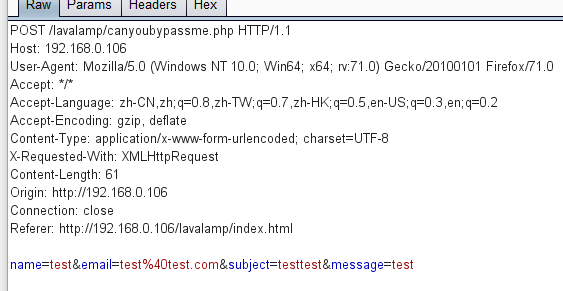 Raw Params Headers Hex
POST /lavalamp/canyoubypassme.php HTTP/1.1
Host: 192.168.0.106
User-Agent: Mozilla/5.0 (Windows NT 10.0; Win64; x64; rv:71.0) Gecko/20100101 Firefox/71.0
Accept: */*
Accept-Language: zh-CN,zh;q=0.8,zh-TW;q=0.7,zh-HK;q=0.5,en-US;q=0.3,en;q=0.2
Accept-Encoding: gzip, deflate
Content-Type: application/x-www-form-urlencoded; charset=UTF-8
X-Requested-With: XMLHttpRequest
Content-Length: 61
Origin: http://192.168.0.106
Connection: close
Referer: http://192.168.0.106/lavalamp/index.html
name=test&email=test%40test.com&subject=testtest&message=test